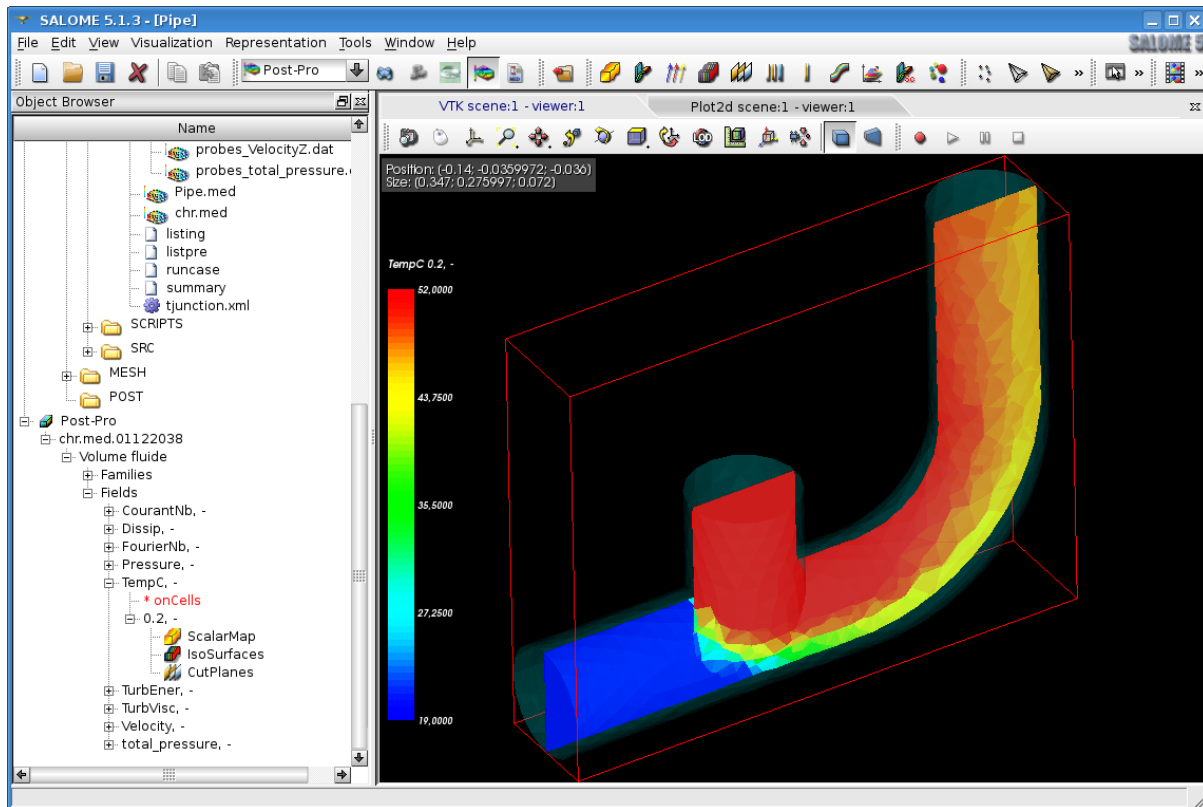 SALOME 5.1.3 - [Pipe]
File Edit View Visualization Representation Tools Window Help
SALOME 5
Post-Pro
Object Browser
Name
probes_VelocityZ.dat
probes_total_pressure.
Pipe.med
chr.med
listing
listpre
runcase
summary
tjunction.xml
SCRIPTS
SRC
MESH
POST
Post-Pro
chr.med.01122038
Volume fluide
Families
Fields
CourantNb, -
Dissip, -
FourierNb, -
Pressure, -
TempC, -
* onCells
0.2, -
ScalarMap
IsoSurfaces
CutPlanes
TurbEner, -
TurbVisc, -
Velocity, -
total_pressure, -
VTK scene:1 - viewer:1
Plot2d scene:1 - viewer:1
LOD
Position: (-0.14; -0.0359972; -0.036)
Size: (0.347; 0.275997; 0.072)
TempC 0.2, -
52,0000
43,7500
35,5000
27,2500
19,0000